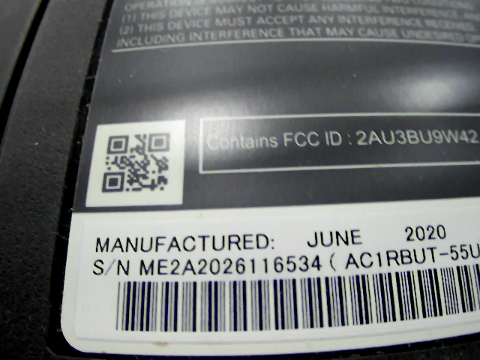 (1) THIS DEVICE MAY NOT CAUSE HARMFUL INTERFERENCE
(2) THIS DEVICE MUST ACCEPT ANY INTERFERENCE
INCLUDING INTERFERENCE THAT MAY CAUSE UNDESIRED
Contains FCC ID : 2AU3BU9W42
MANUFACTURED: JUNE 2020
S/N ME2A2026116534 ( AC1RBUT-55U